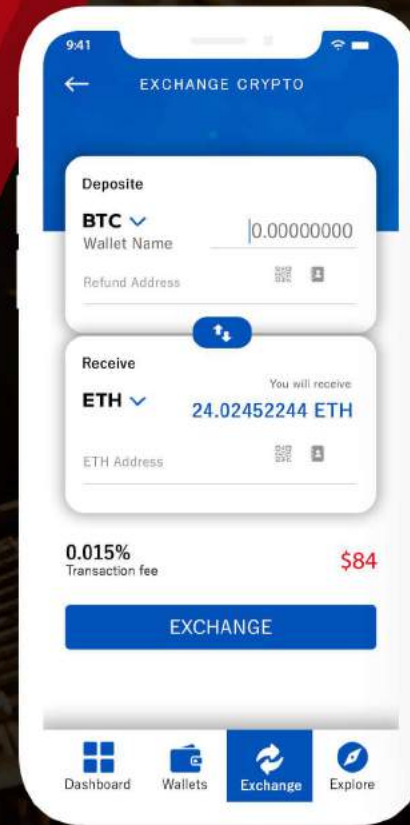 9:41
EXCHANGE CRYPTO
Deposite
BTC
Wallet Name
0.00000000
Refund Address
Receive
You will receive
ETH
24.02452244 ETH
ETH Address
0.015%
Transaction fee
$84
EXCHANGE
Dashboard
Wallets
Exchange
Explore